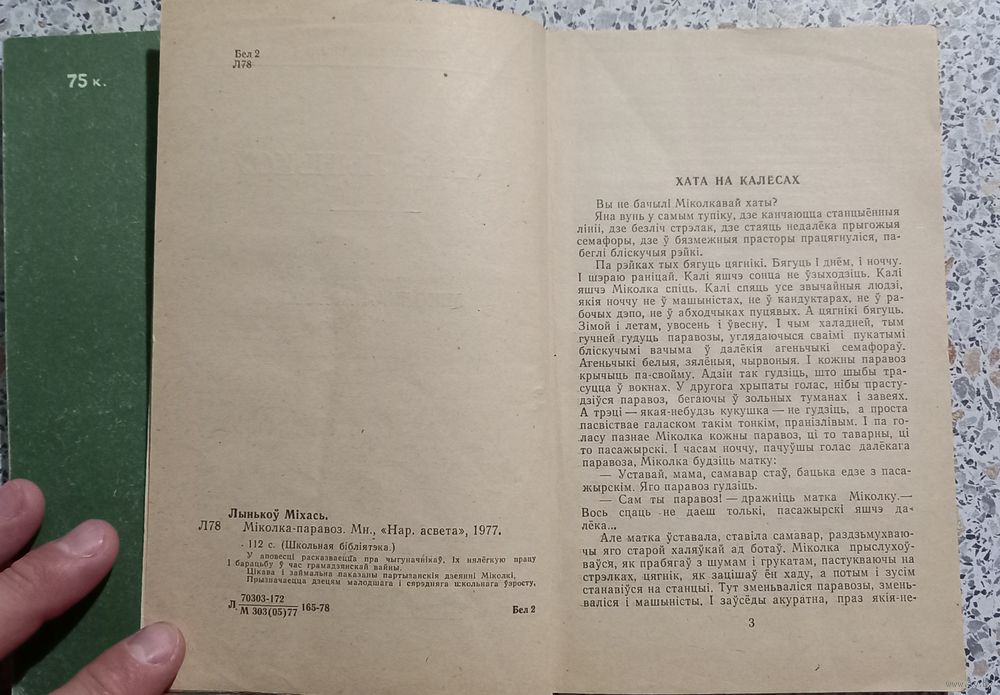 75 к.
Бел 2
Л78
Лынькоў Міхась.
Л78 Міколка-паравоз. Мн., «Нар. асвета», 1977.
112 с. (Школьная бібліятэка.)
У аповесці расказваецца пра чыгуначнікаў, іх нялёгкую працу
і барацьбу ў час грамадзянскай вайны.
Цікава і займальна паказаны партызанскія дзеянні Міколкі.
Прызначаецца дзецям малодшага і сярэдняга школьнага ўзросту.
Л 70303-172
М 303(05)77 165-78 Бел 2
ХАТА НА КАЛЕСАХ
Вы не бачылі Міколкавай хаты?
Яна вунь у самым тупіку, дзе канчаюцца станцыённыя
лініі, дзе безліч стрэлак, дзе стаяць недалёка прыгожыя
семафоры, дзе ў бязмежныя прасторы працягнуліся, па-
беглі бліскучыя рэйкі.
Па рэйках тых бягуць цягнікі. Бягуць і днём, і ноччу.
І шэраю раніцай. Калі яшчэ сонца не ўзыходзіць. Калі
яшчэ Міколка спіць. Калі спяць усе звычайныя людзі,
якія ноччу не ў машыністах, не ў кандуктарах, не ў ра-
бочых дэпо, не ў абходчыках пуцявых. А цягнікі бягуць.
Зімой і летам, увосень і ўвесну. І чым халадней, тым
гучней гудуць паравозы, углядаючыся сваімі пукатымі
бліскучымі вачыма ў далёкія агеньчыкі семафораў.
Агеньчыкі белыя, зялёныя, чырвоныя. І кожны паравоз
крычыць па-свойму. Адзін так гудзіць, што шыбы тра-
суцца ў вокнах. У другога хрыпаты голас, нібы прасту-
дзіўся паравоз, бегаючы ў зольных туманах і завеях.
А трэці — якая-небудзь кукушка — не гудзіць, а проста
пасвіствае галаском такім тонкім, пранізлівым. І па го-
ласу пазнае Міколка кожны паравоз, ці то таварны, ці
то пасажырскі. І часам ноччу, пачуўшы голас далёкага
паравоза, Міколка будзіць матку:
— Уставай, мама, самавар стаў, бацька едзе з паса-
жырскім. Яго паравоз гудзіць.
— Сам ты паравоз! — дражніць матка Міколку.—
Вось спаць не даеш толькі, пасажырскі яшчэ да-
лёка...
Але матка ўставала, ставіла самавар, раздзьмухваю-
чы яго старой халяўкай ад ботаў. Міколка прыслухоў-
ваўся, як прабягаў з шумам і грукатам, пастукваючы на
стрэлках, цягнік, як зацішаў ён хаду, а потым і зусім
станавіўся на станцыі. Тут зменьваліся паравозы, змень-
валіся і машыністы. І заўсёды акуратна, праз якія-не-
3